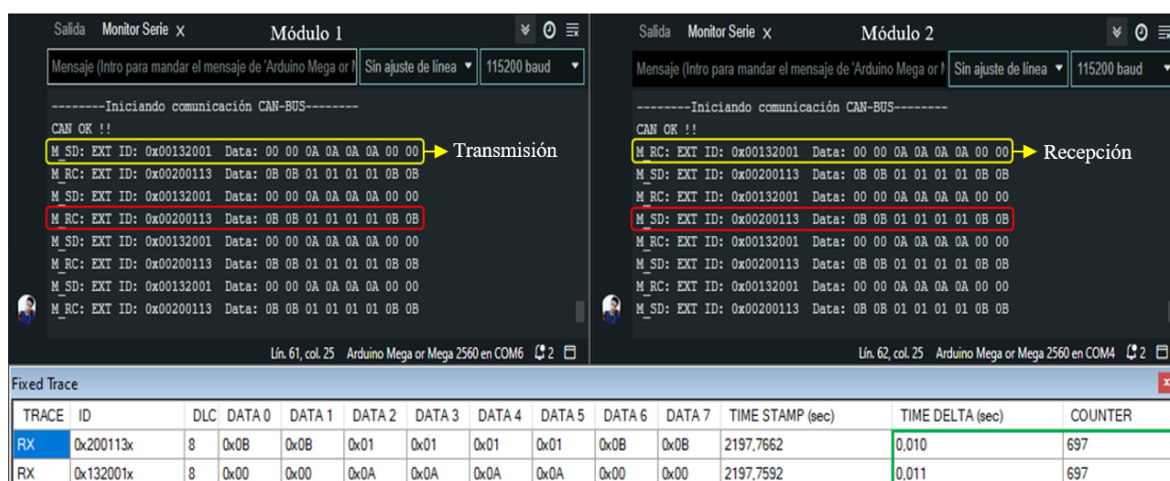 Salida Monitor Serie x Módulo 1
Mensaje (Intro para mandar el mensaje de 'Arduino Mega or M Sin ajuste de línea 115200 baud
--------Iniciando comunicación CAN-BUS--------
CAN OK !!
M_SD: EXT ID: 0x00132001 Data: 00 00 0A 0A 0A 0A 00 00 Transmisión
M_RC: EXT ID: 0x00200113 Data: 0B 0B 01 01 01 01 0B 0B
M_SD: EXT ID: 0x00132001 Data: 00 00 0A 0A 0A 0A 00 00
M_RC: EXT ID: 0x00200113 Data: 0B 0B 01 01 01 01 0B 0B
M_SD: EXT ID: 0x00132001 Data: 00 00 0A 0A 0A 0A 00 00
M_RC: EXT ID: 0x00200113 Data: 0B 0B 01 01 01 01 0B 0B
M_SD: EXT ID: 0x00132001 Data: 00 00 0A 0A 0A 0A 00 00
M_RC: EXT ID: 0x00200113 Data: 0B 0B 01 01 01 01 0B 0B
Lín. 61, col. 25 Arduino Mega or Mega 2560 en COM6 2
Salida Monitor Serie x Módulo 2
Mensaje (Intro para mandar el mensaje de 'Arduino Mega or M Sin ajuste de línea 115200 baud
--------Iniciando comunicación CAN-BUS--------
CAN OK !!
M_RC: EXT ID: 0x00132001 Data: 00 00 0A 0A 0A 0A 00 00 Recepción
M_SD: EXT ID: 0x00200113 Data: 0B 0B 01 01 01 01 0B 0B
M_RC: EXT ID: 0x00132001 Data: 00 00 0A 0A 0A 0A 00 00
M_SD: EXT ID: 0x00200113 Data: 0B 0B 01 01 01 01 0B 0B
M_RC: EXT ID: 0x00132001 Data: 00 00 0A 0A 0A 0A 00 00
M_SD: EXT ID: 0x00200113 Data: 0B 0B 01 01 01 01 0B 0B
M_RC: EXT ID: 0x00132001 Data: 00 00 0A 0A 0A 0A 00 00
M_SD: EXT ID: 0x00200113 Data: 0B 0B 01 01 01 01 0B 0B
Lín. 62, col. 25 Arduino Mega or Mega 2560 en COM4 2
Fixed Trace
TRACE ID DLC DATA 0 DATA 1 DATA 2 DATA 3 DATA 4 DATA 5 DATA 6 DATA 7 TIME STAMP (sec) TIME DELTA (sec) COUNTER
RX 0x200113x 8 0x0B 0x0B 0x01 0x01 0x01 0x01 0x0B 0x0B 2197,7662 0,010 697
RX 0x132001x 8 0x00 0x00 0x0A 0x0A 0x0A 0x0A 0x00 0x00 2197,7592 0,011 697